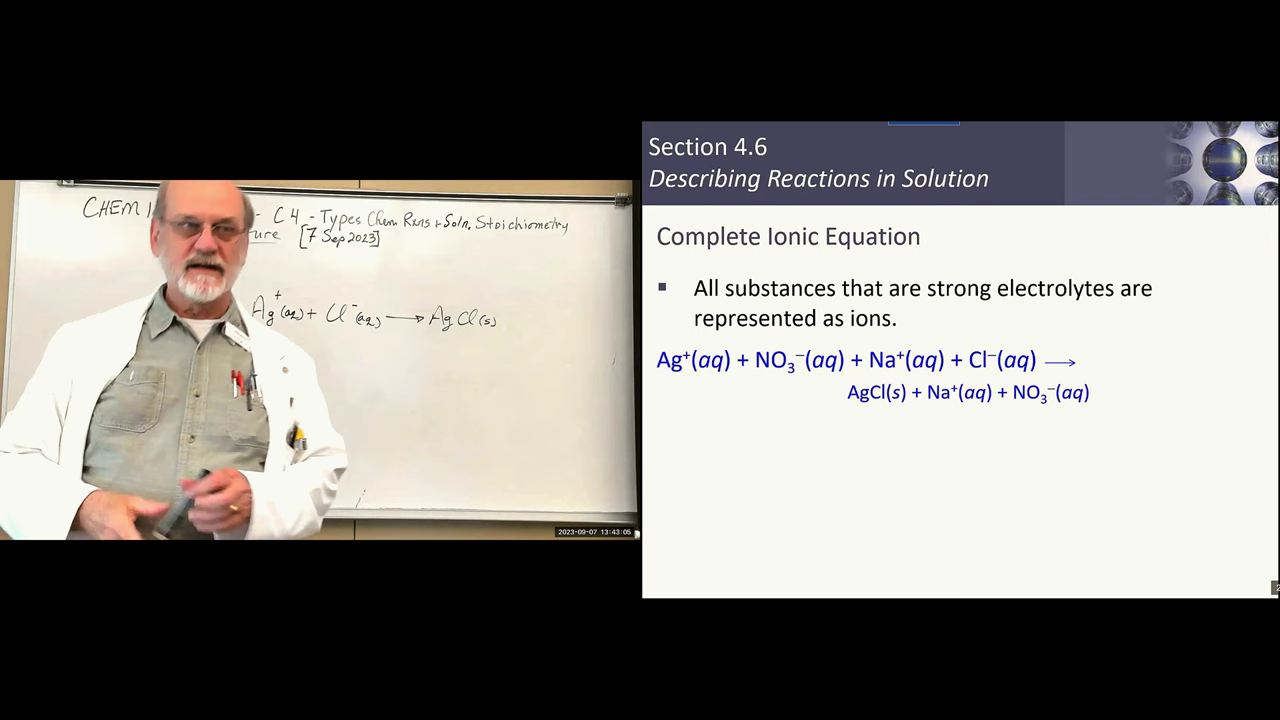 CHEM 1 - C4 - Types Chem Rxns + Soln. Stoichiometry
ure [7 Sep 2023]
Ag⁺(aq) + Cl⁻(aq) ⟶ AgCl(s)
2023-09-07 13:43:05
Section 4.6
Describing Reactions in Solution
Complete Ionic Equation
▪ All substances that are strong electrolytes are
represented as ions.
Ag⁺(aq) + NO₃⁻(aq) + Na⁺(aq) + Cl⁻(aq) ⟶
AgCl(s) + Na⁺(aq) + NO₃⁻(aq)